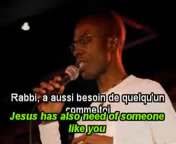 Rabbi, a aussi besoin de quelqu'un
comme toi
Jesus has also need of someone
like you